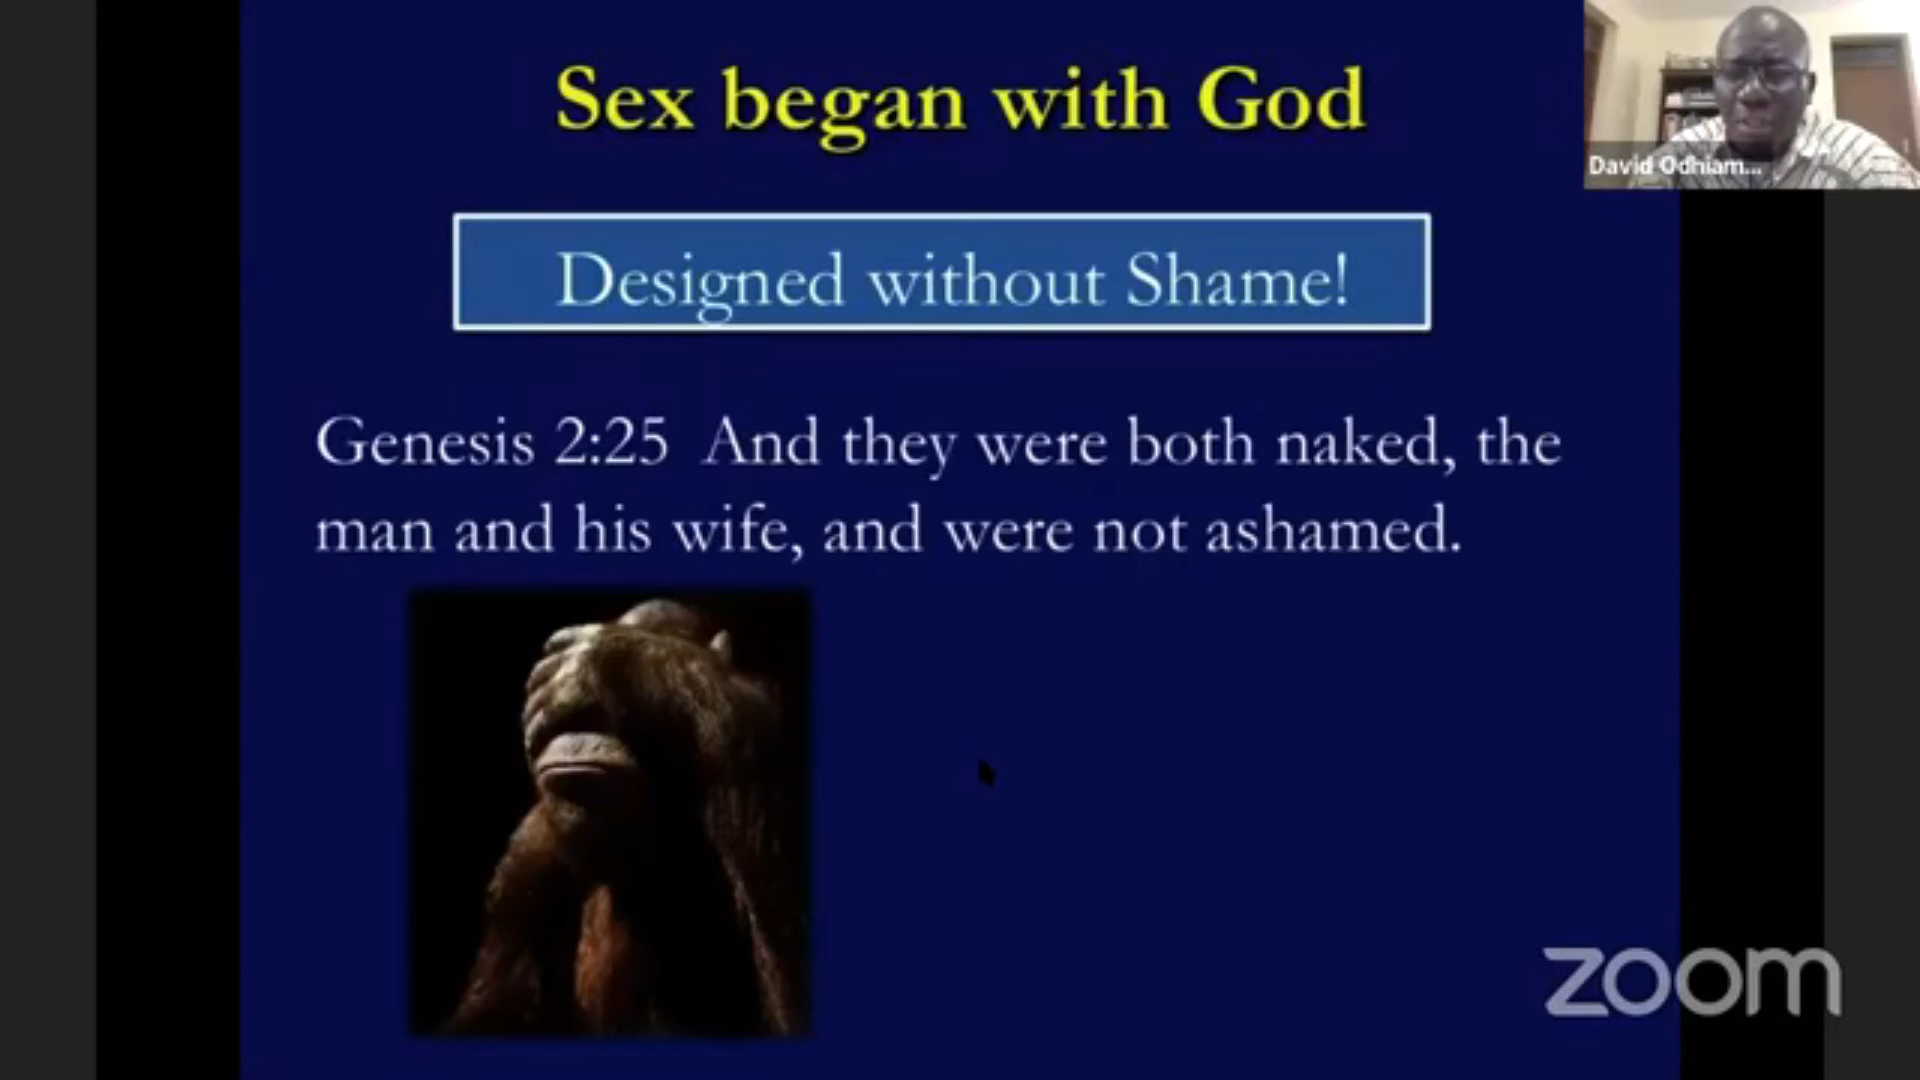 Sex began with God
David Odhiam...
Designed without Shame!
Genesis 2:25 And they were both naked, the
man and his wife, and were not ashamed.
zoom